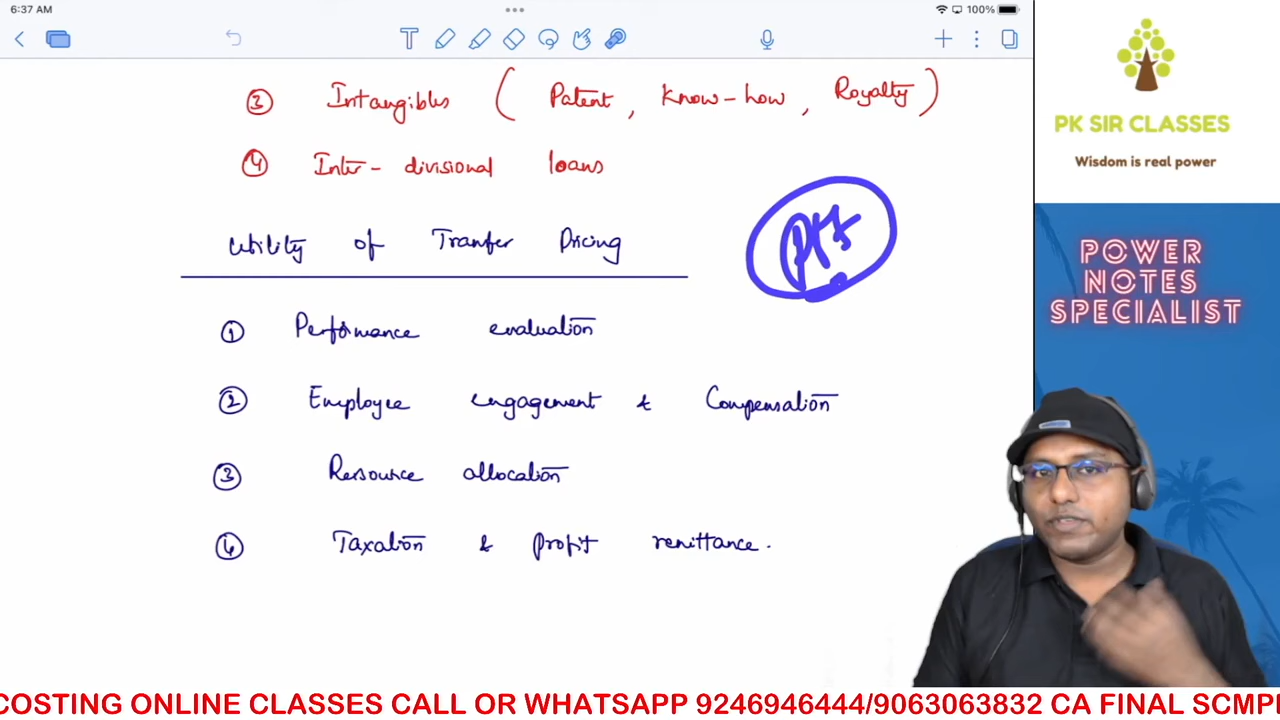 6:37 AM
100%
T
③ Intangibles ( Patent, Know-how, Royalty )
④ Inter-divisional loans
Utility of Tranfer Pricing
① Performance evaluation
② Employee engagement & Compensation
③ Resource allocation
④ Taxation & profit remittance.
PK SIR CLASSES
Wisdom is real power
POWER
NOTES
SPECIALIST
COSTING ONLINE CLASSES CALL OR WHATSAPP 9246946444/9063063832 CA FINAL SCMP